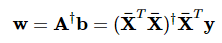 𝐰 = 𝐀†𝐛 = (X̄ᵀX̄)†X̄ᵀ𝐲